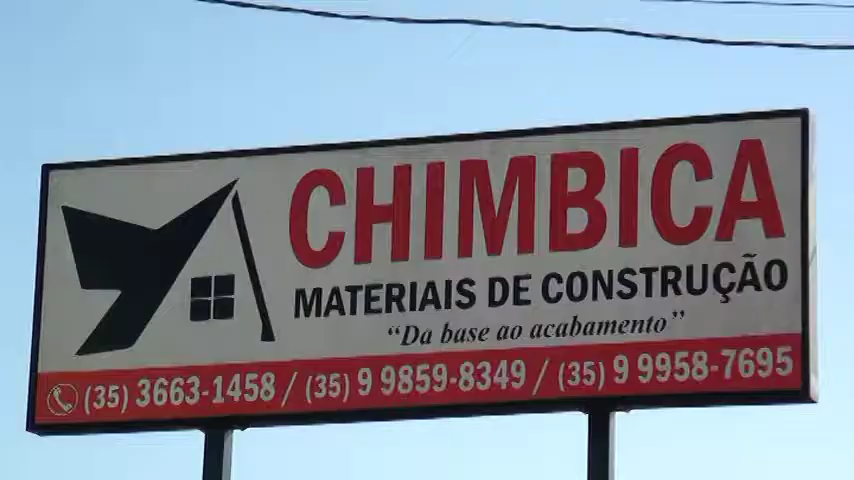 CHIMBICA
MATERIAIS DE CONSTRUÇÃO
“Da base ao acabamento”
(35) 3663-1458 / (35) 9 9859-8349 / (35) 9 9958-7695